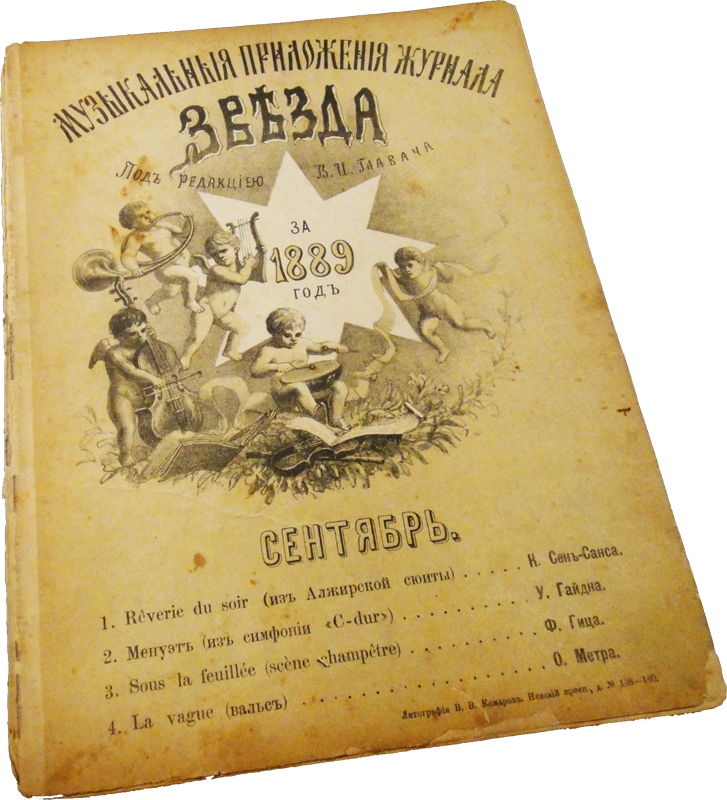 МУЗЫКАЛЬНЫЯ ПРИЛОЖЕНІЯ ЖУРНАЛА
ЗВѢЗДА
ПОДЪ РЕДАКЦІЕЮ В.И. ГЛАВАЧА
ЗА
1889
ГОДЪ
СЕНТЯБРЬ.
1. Rêverie du soir (изъ Алжирской сюиты) . . . . . К. Сенъ-Санса.
2. Менуэтъ (изъ симфоніи «C-dur») . . . . . . . . . У. Гайдна.
3. Sous la feuillée (scène champêtre) . . . . . . . . . . Ф. Гица.
4. La vague (вальсъ) . . . . . . . . . . . . . . . . О. Метра.
Литографія В. В. Комарова. Невскій просп., д. № 136—138.